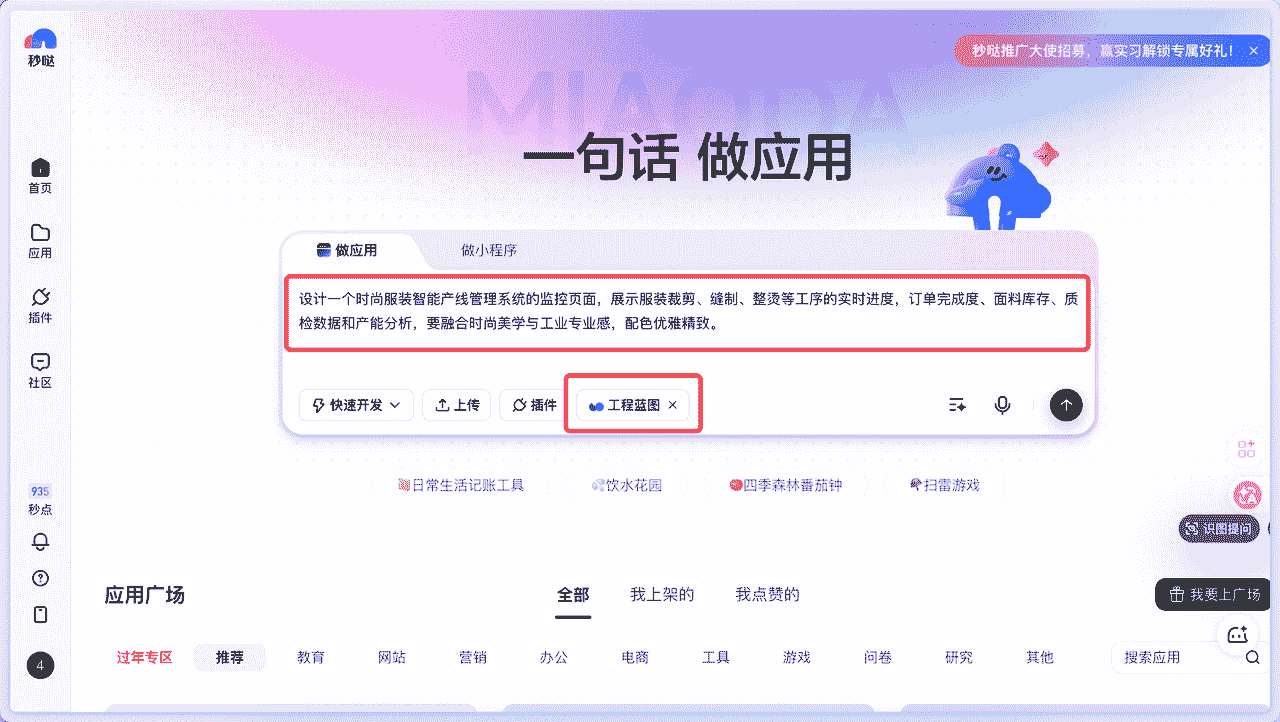 秒哒
秒哒推广大使招募，赢实习解锁专属好礼！
一句话 做应用
首页
应用
插件
社区
做应用
做小程序
设计一个时尚服装智能产线管理系统的监控页面，展示服装裁剪、缝制、整烫等工序的实时进度，订单完成度、面料库存、质
检数据和产能分析，要融合时尚美学与工业专业感，配色优雅精致。
快速开发
上传
插件
工程蓝图
日常生活记账工具
饮水花园
四季森林番茄钟
扫雷游戏
935
秒点
识图提问
我要上广场
4
应用广场
全部
我上架的
我点赞的
过年专区
推荐
教育
网站
营销
办公
电商
工具
游戏
问卷
研究
其他
搜索应用